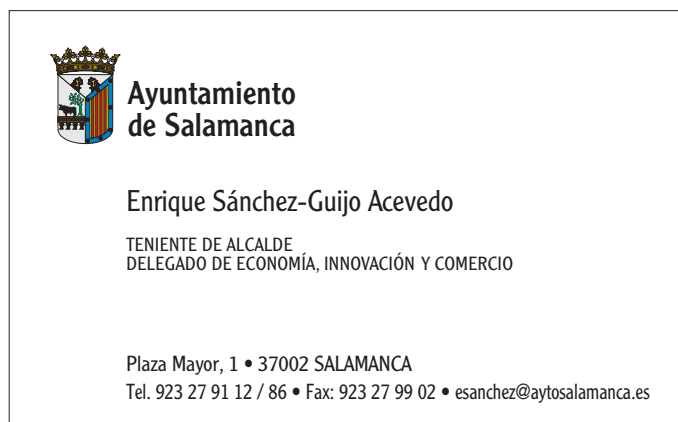 Ayuntamiento
de Salamanca
Enrique Sánchez-Guijo Acevedo
TENIENTE DE ALCALDE
DELEGADO DE ECONOMÍA, INNOVACIÓN Y COMERCIO
Plaza Mayor, 1 • 37002 SALAMANCA
Tel. 923 27 91 12 / 86 • Fax: 923 27 99 02 • esanchez@aytosalamanca.es